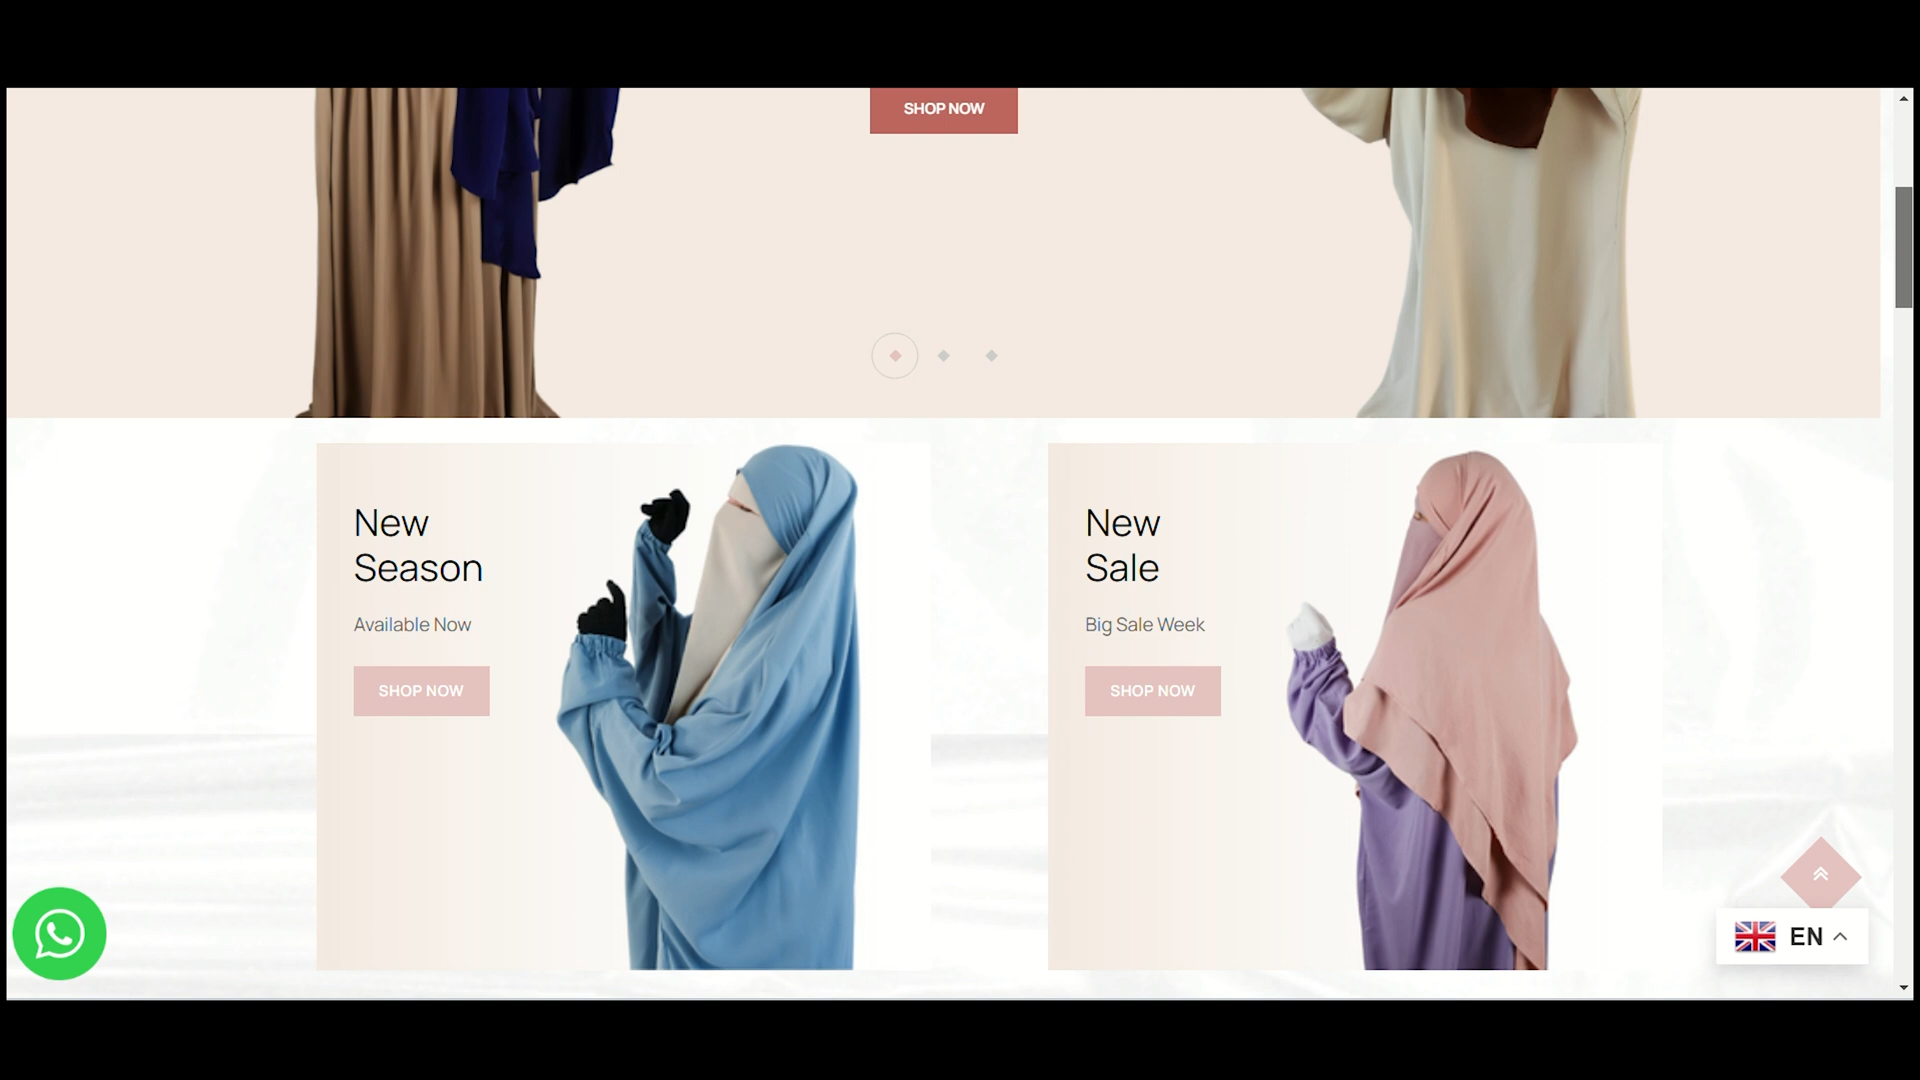 SHOP NOW
New
Season
Available Now
SHOP NOW
New
Sale
Big Sale Week
SHOP NOW
EN